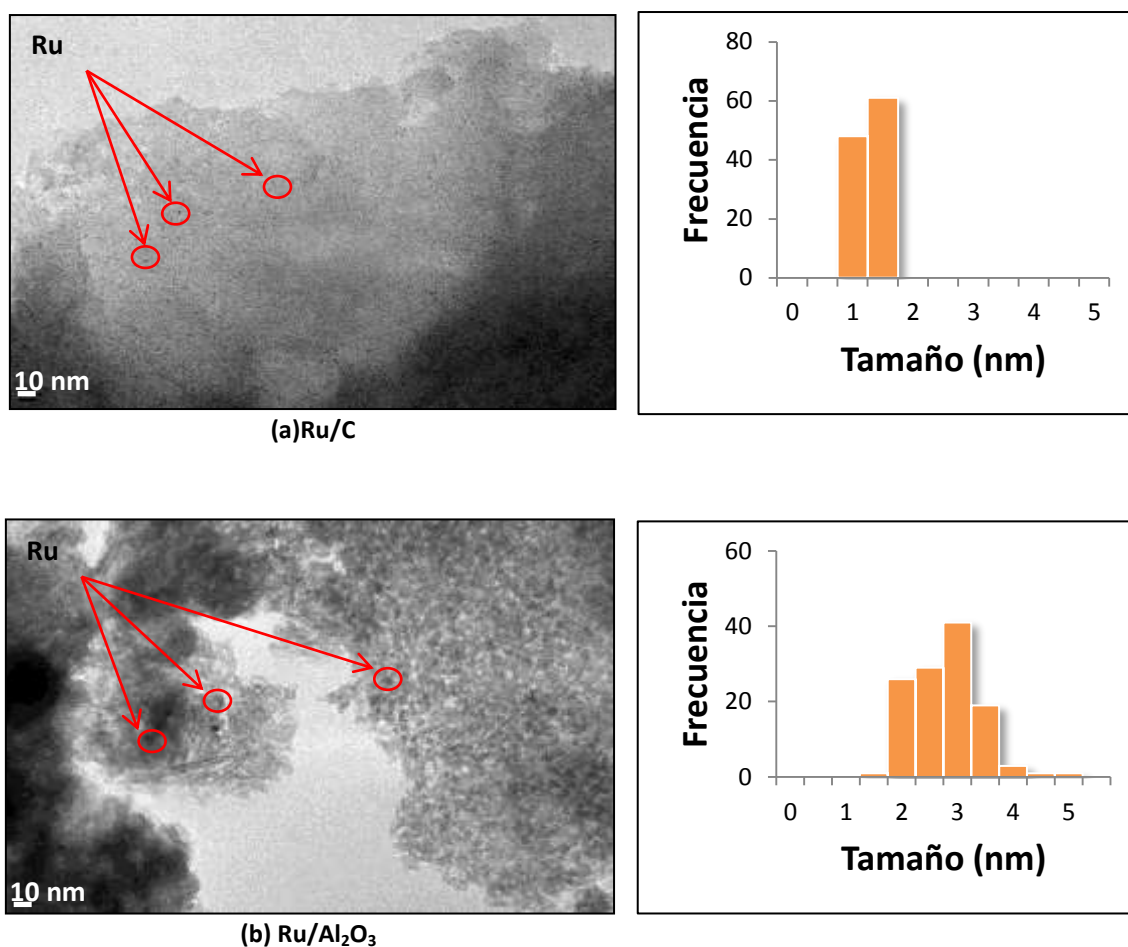 Ru
10 nm
(a)Ru/C
80
60
40
20
0
Frecuencia
0 1 2 3 4 5
Tamaño (nm)
Ru
10 nm
(b) Ru/Al₂O₃
60
40
20
0
Frecuencia
0 1 2 3 4 5
Tamaño (nm)